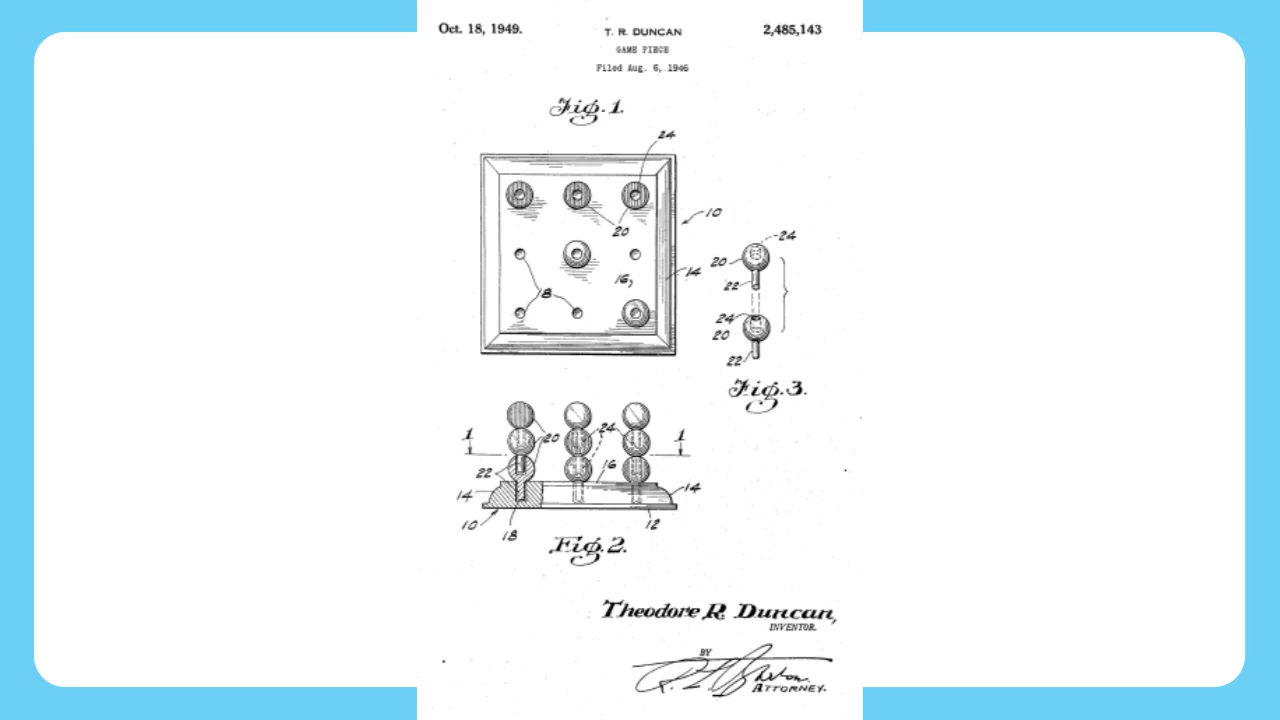 Oct. 18, 1949. T. R. DUNCAN 2,485,143
GAME PIECE
Filed Aug. 6, 1946
Fig. 1.
24
20
10
16
14
8
24
20
22
24
20
22
Fig. 3.
1
20
24
1
22
16
14
14
10
18
12
Fig. 2.
Theodore R. Duncan,
INVENTOR.
BY
ATTORNEY.